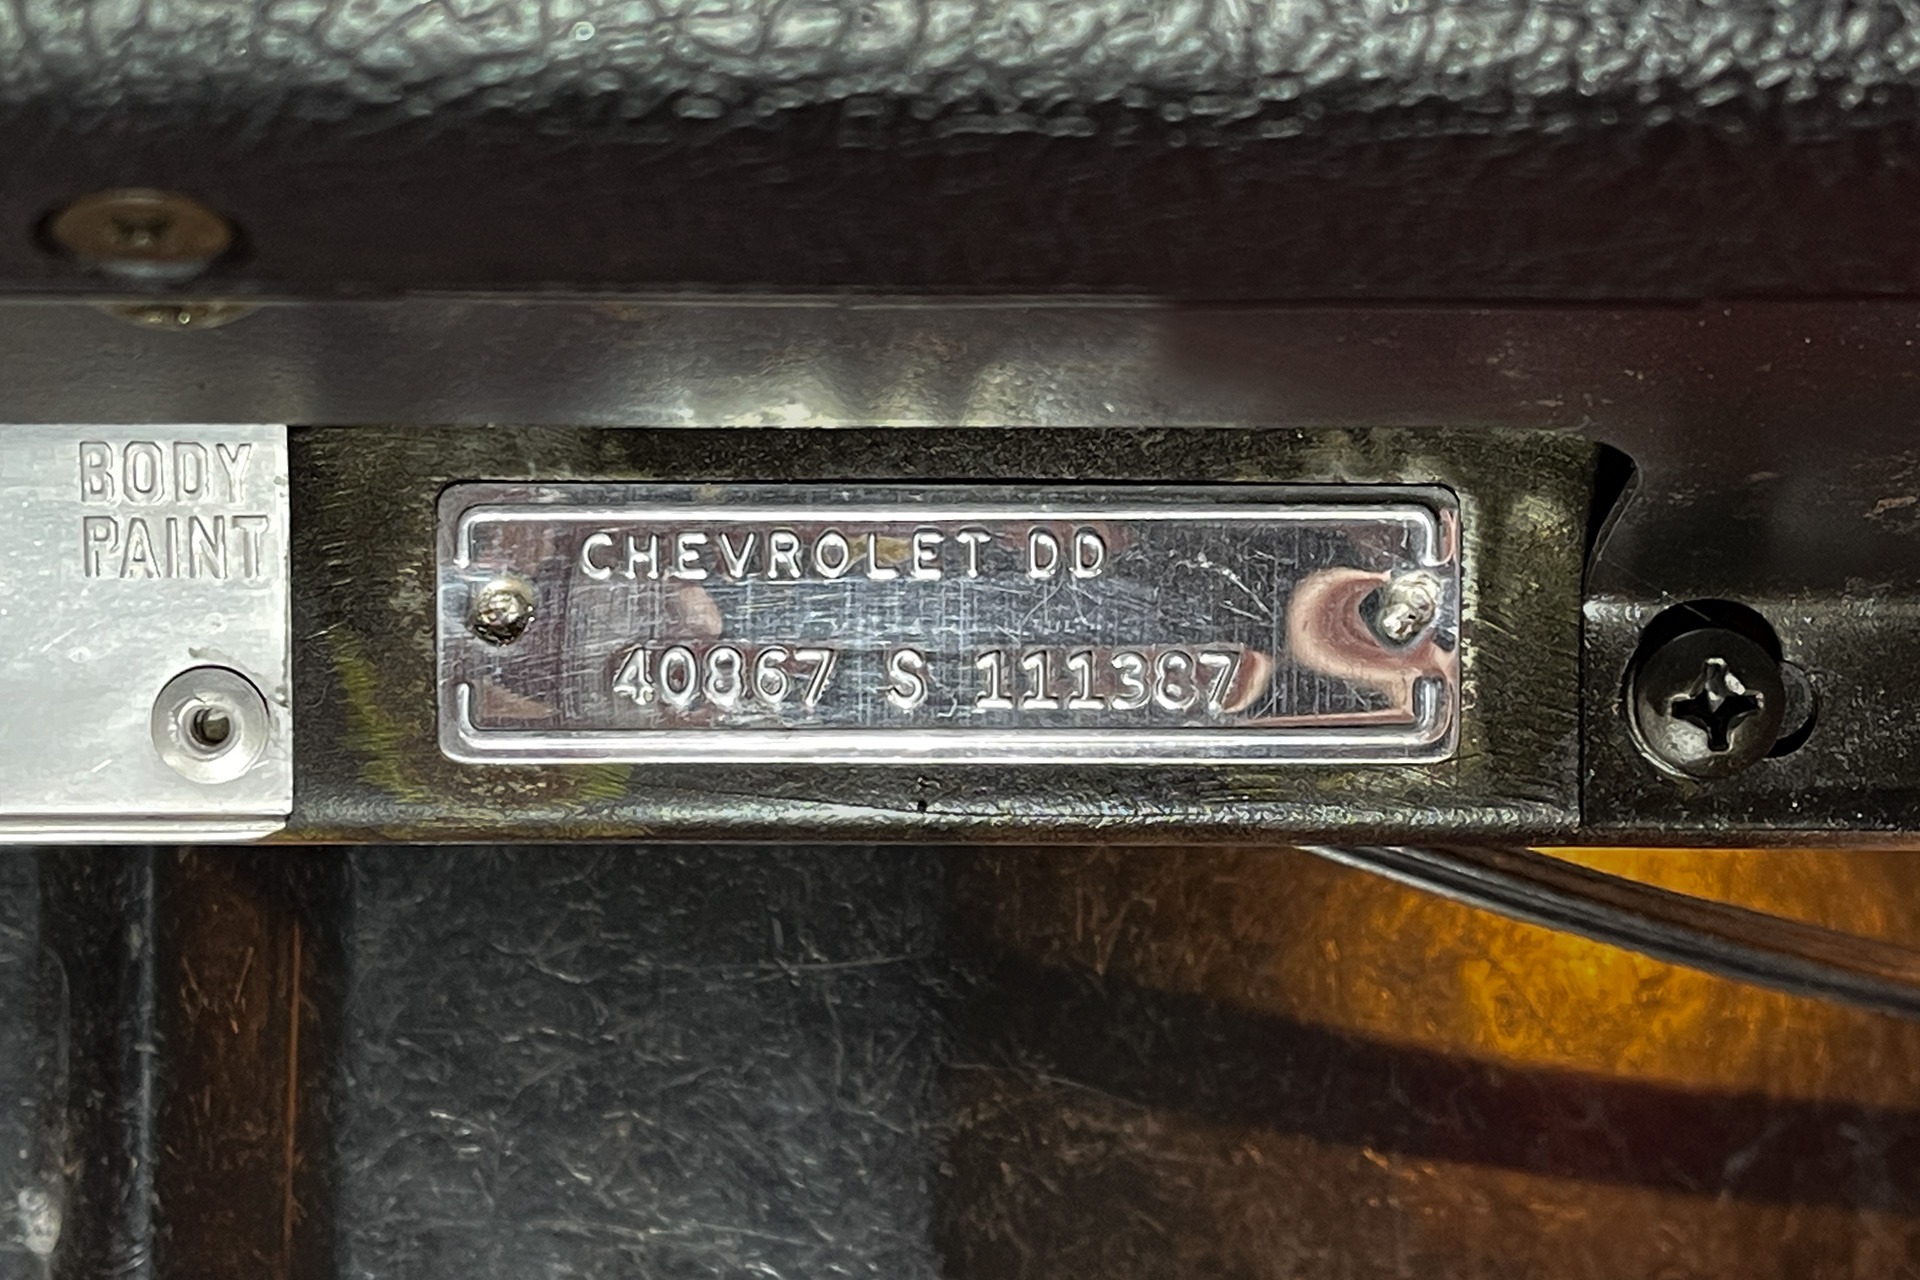 BODY
PAINT
CHEVROLET DD
40867 S 111387